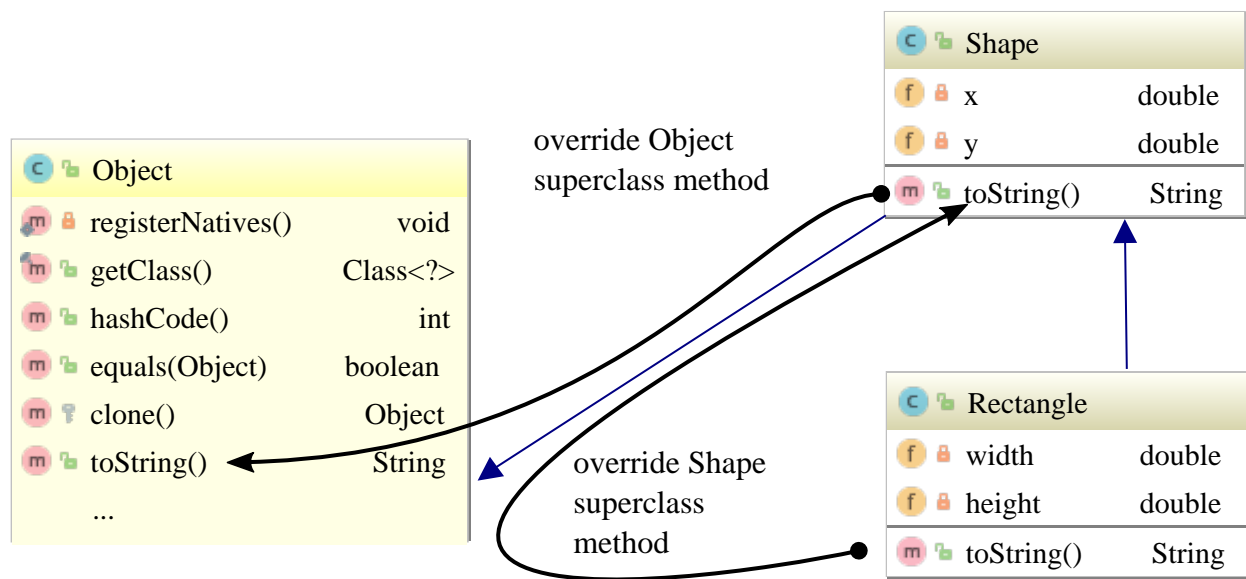 Shape
x double
y double
toString() String
override Object
superclass method
Object
registerNatives() void
getClass() Class<?>
hashCode() int
equals(Object) boolean
clone() Object
toString() String
...
override Shape
superclass
method
Rectangle
width double
height double
toString() String